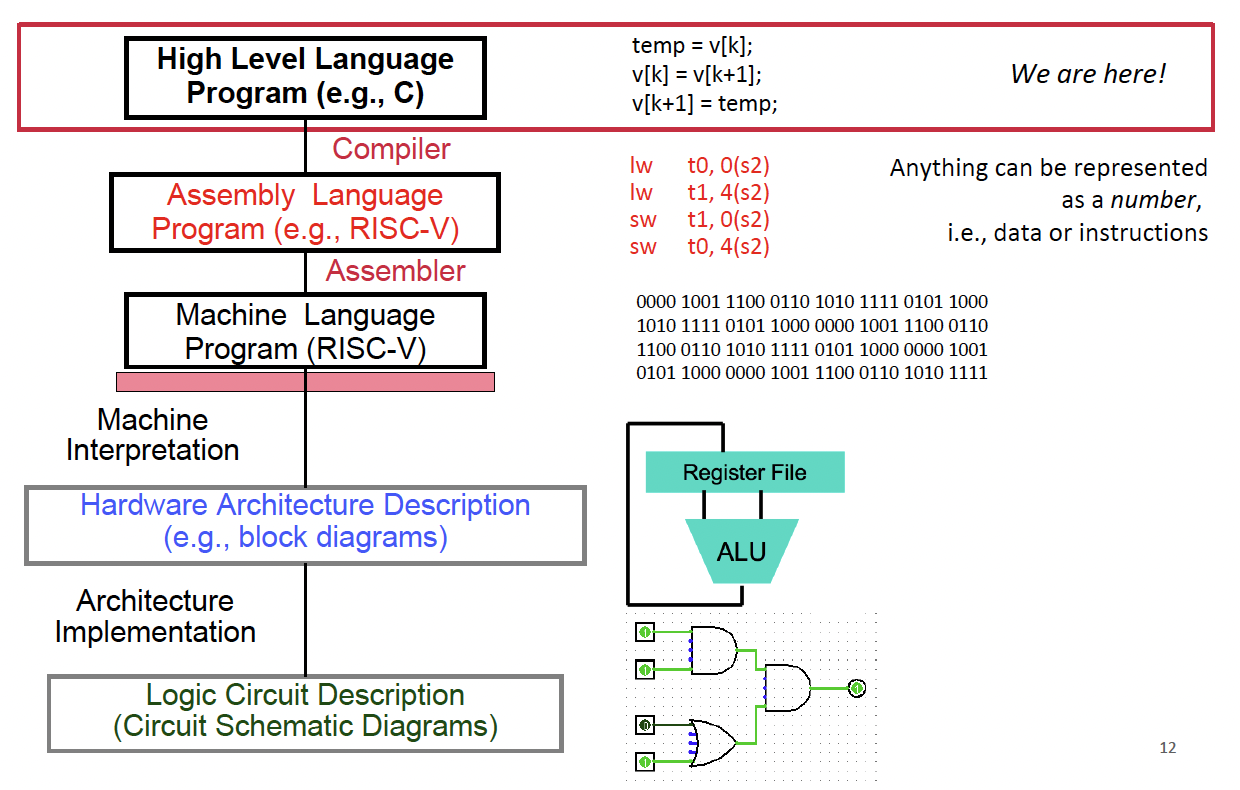 High Level Language
Program (e.g., C)
temp = v[k];
v[k] = v[k+1];
v[k+1] = temp;
We are here!
Compiler
Assembly Language
Program (e.g., RISC-V)
lw t0, 0(s2)
lw t1, 4(s2)
sw t1, 0(s2)
sw t0, 4(s2)
Anything can be represented
as a number,
i.e., data or instructions
Assembler
Machine Language
Program (RISC-V)
0000 1001 1100 0110 1010 1111 0101 1000
1010 1111 0101 1000 0000 1001 1100 0110
1100 0110 1010 1111 0101 1000 0000 1001
0101 1000 0000 1001 1100 0110 1010 1111
Machine
Interpretation
Register File
ALU
Hardware Architecture Description
(e.g., block diagrams)
Architecture
Implementation
Logic Circuit Description
(Circuit Schematic Diagrams)
12